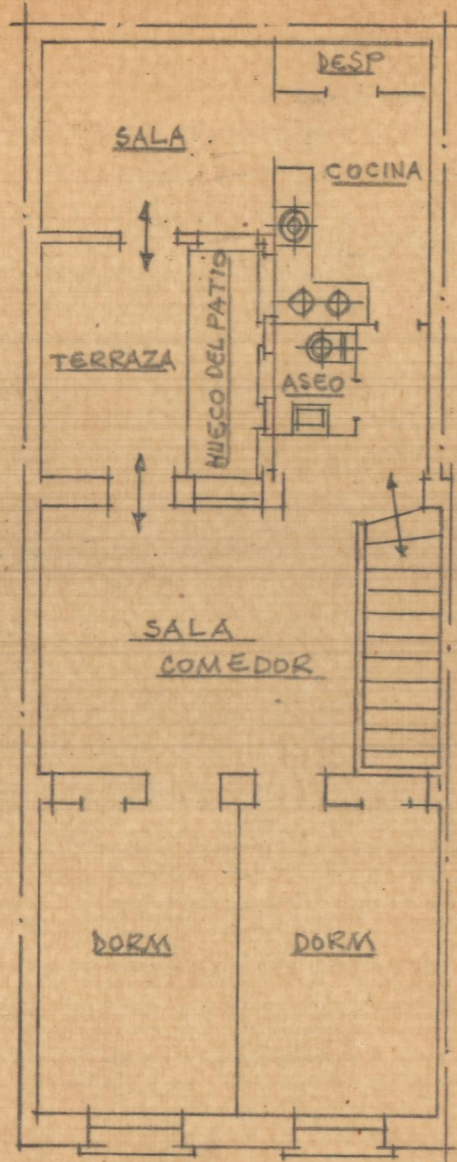 DESP
SALA
COCINA
HUECO DEL PATIO
TERRAZA
ASEO
SALA
COMEDOR
DORM
DORM